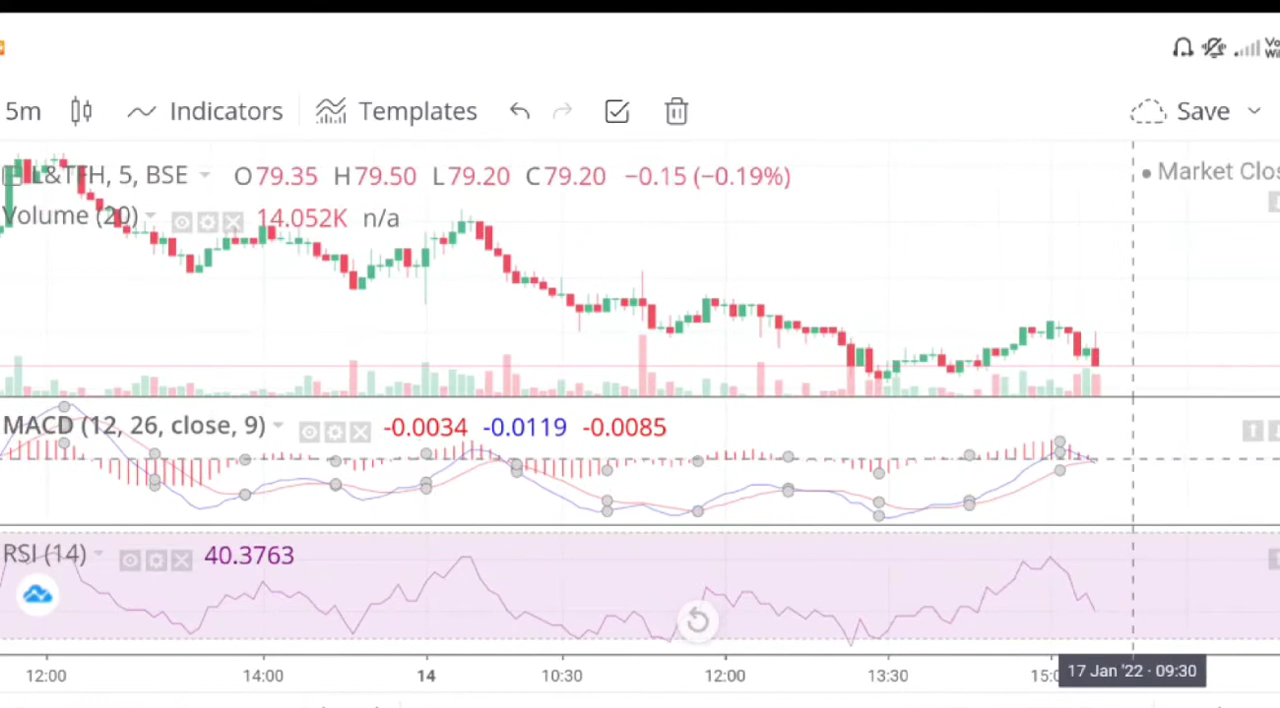 5m Indicators Templates Save
L&TFH, 5, BSE O79.35 H79.50 L79.20 C79.20 −0.15 (−0.19%)
Market Clos
Volume (20) 14.052K n/a
MACD (12, 26, close, 9) -0.0034 -0.0119 -0.0085
RSI (14) 40.3763
12:00 14:00 14 10:30 12:00 13:30 15:0 17 Jan '22 · 09:30